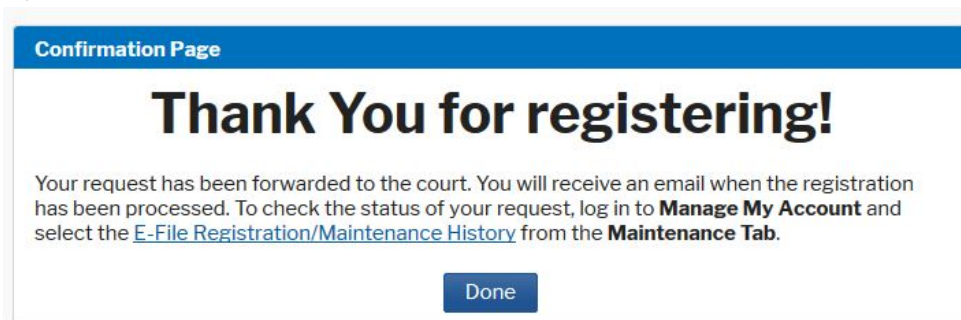 Confirmation Page
Thank You for registering!
Your request has been forwarded to the court. You will receive an email when the registration
has been processed. To check the status of your request, log in to Manage My Account and
select the E-File Registration/Maintenance History from the Maintenance Tab.
Done